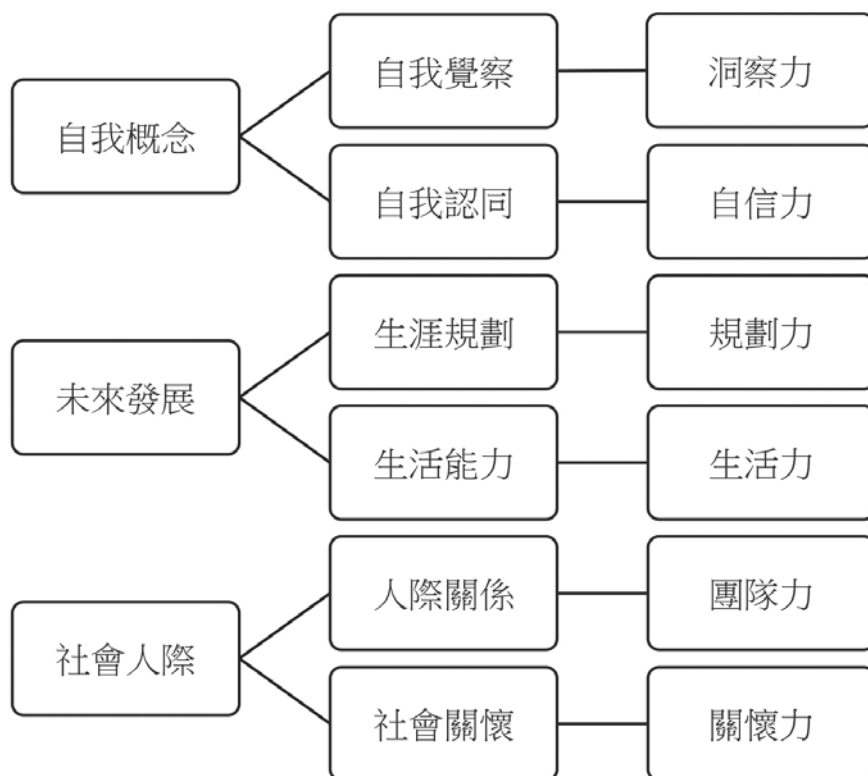 自我概念
自我覺察
洞察力
自我認同
自信力
未來發展
生涯規劃
規劃力
生活能力
生活力
社會人際
人際關係
團隊力
社會關懷
關懷力